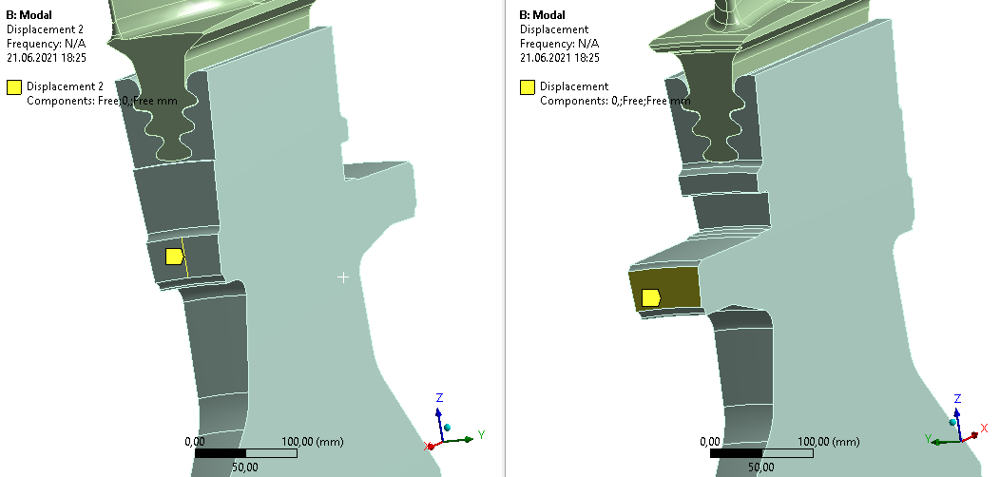 B: Modal
Displacement 2
Frequency: N/A
21.06.2021 18:25
Displacement 2
Components: Free;0,;Free mm
Z
Y
X
0,00
100,00 (mm)
50,00
B: Modal
Displacement
Frequency: N/A
21.06.2021 18:25
Displacement
Components: 0,;Free;Free mm
Z
X
Y
0,00
100,00 (mm)
50,00